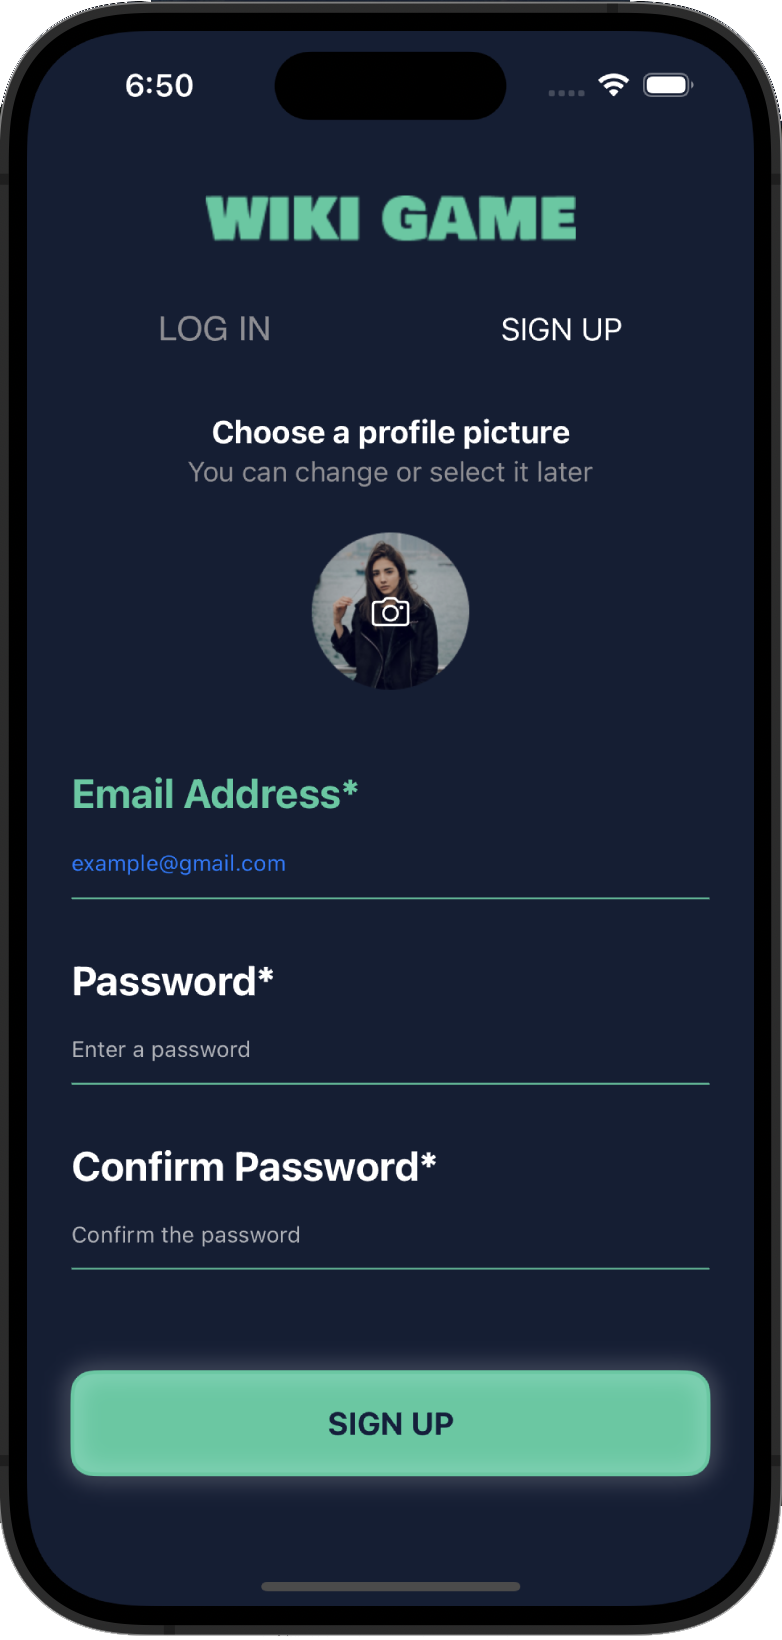 6:50
WIKI GAME
LOG IN SIGN UP
Choose a profile picture
You can change or select it later
Email Address*
example@gmail.com
Password*
Enter a password
Confirm Password*
Confirm the password
SIGN UP